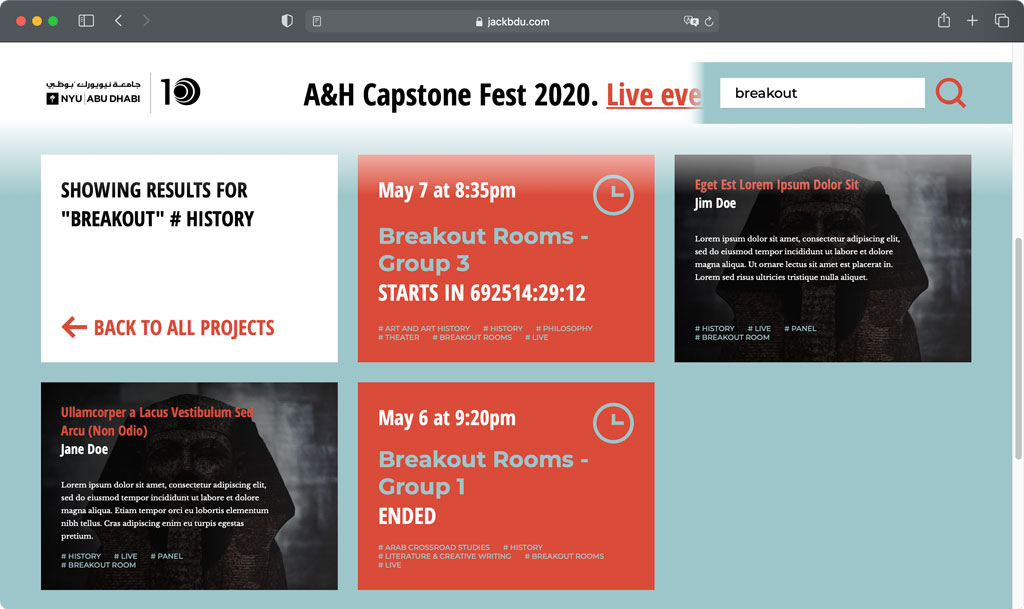 jackbdu.com
جامعة نيويورك أبوظبي
NYU | ABU DHABI
10
A&H Capstone Fest 2020. Live eve
breakout
SHOWING RESULTS FOR
"BREAKOUT" # HISTORY
BACK TO ALL PROJECTS
May 7 at 8:35pm
Breakout Rooms -
Group 3
STARTS IN 692514:29:12
# ART AND ART HISTORY # HISTORY # PHILOSOPHY
# THEATER # BREAKOUT ROOMS # LIVE
Eget Est Lorem Ipsum Dolor Sit
Jim Doe
Lorem ipsum dolor sit amet, consectetur adipiscing elit,
sed do eiusmod tempor incididunt ut labore et dolore
magna aliqua. Ut ornare lectus sit amet est placerat in.
Lorem sed risus ultricies tristique nulla aliquet.
# HISTORY # LIVE # PANEL
# BREAKOUT ROOM
Ullamcorper a Lacus Vestibulum Sed
Arcu (Non Odio)
Jane Doe
Lorem ipsum dolor sit amet, consectetur adipiscing elit,
sed do eiusmod tempor incididunt ut labore et dolore
magna aliqua. Etiam tempor orci eu lobortis elementum
nibh tellus. Cras adipiscing enim eu turpis egestas
pretium.
# HISTORY # LIVE # PANEL
# BREAKOUT ROOM
May 6 at 9:20pm
Breakout Rooms -
Group 1
ENDED
# ARAB CROSSROAD STUDIES # HISTORY
# LITERATURE & CREATIVE WRITING # BREAKOUT ROOMS
# LIVE